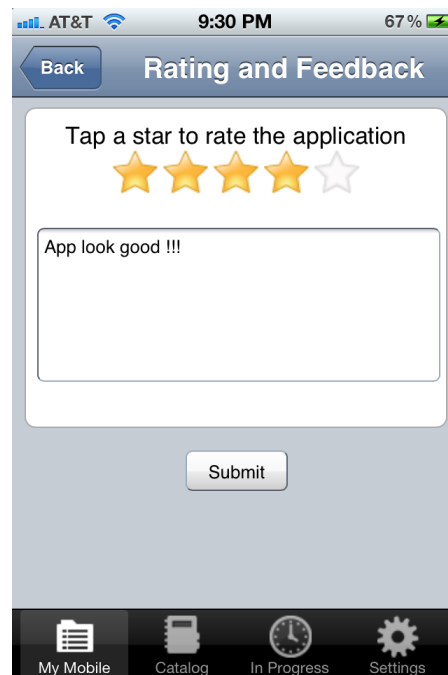 AT&T 9:30 PM 67%
Back Rating and Feedback
Tap a star to rate the application
App look good !!!
Submit
My Mobile Catalog In Progress Settings